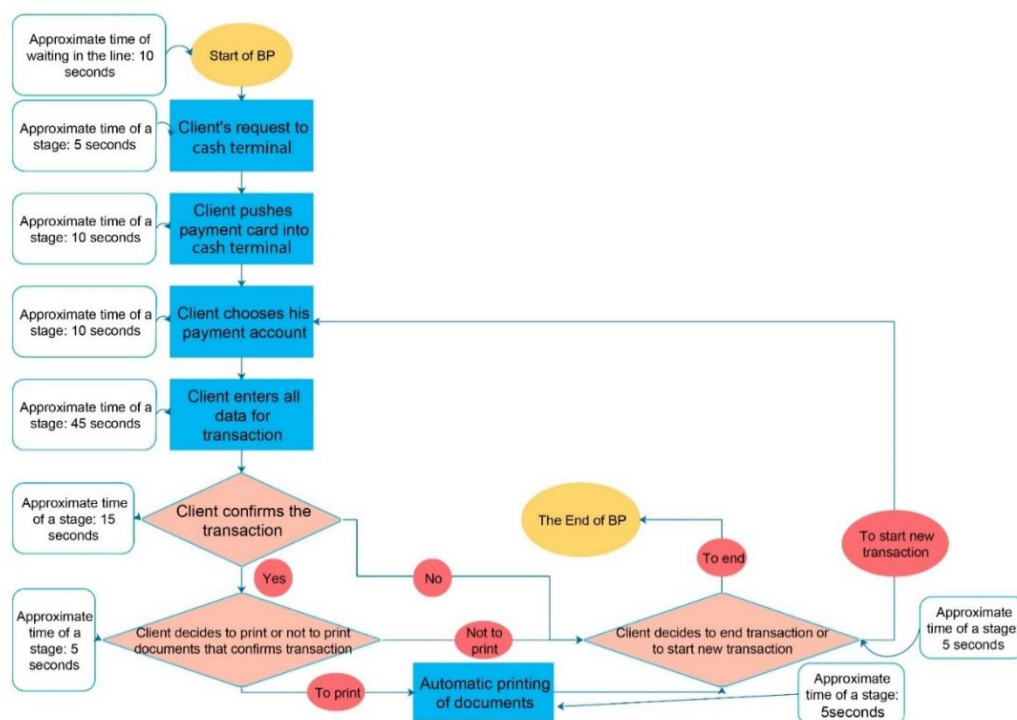 Approximate time of
waiting in the line: 10
seconds
Start of BP
Approximate time of a
stage: 5 seconds
Client's request to
cash terminal
Approximate time of a
stage: 10 seconds
Client pushes
payment card into
cash terminal
Approximate time of a
stage: 10 seconds
Client chooses his
payment account
Approximate time of a
stage: 45 seconds
Client enters all
data for
transaction
Approximate time
of a stage: 15
seconds
Client confirms the
transaction
The End of BP
To start new
transaction
To end
Yes
No
Approximate
time of a
stage: 5
seconds
Client decides to print or not to print
documents that confirms transaction
Not to
print
Client decides to end transaction or
to start new transaction
Approximate
time of a stage:
5 seconds
To print
Automatic printing
of documents
Approximate
time of a stage:
5seconds